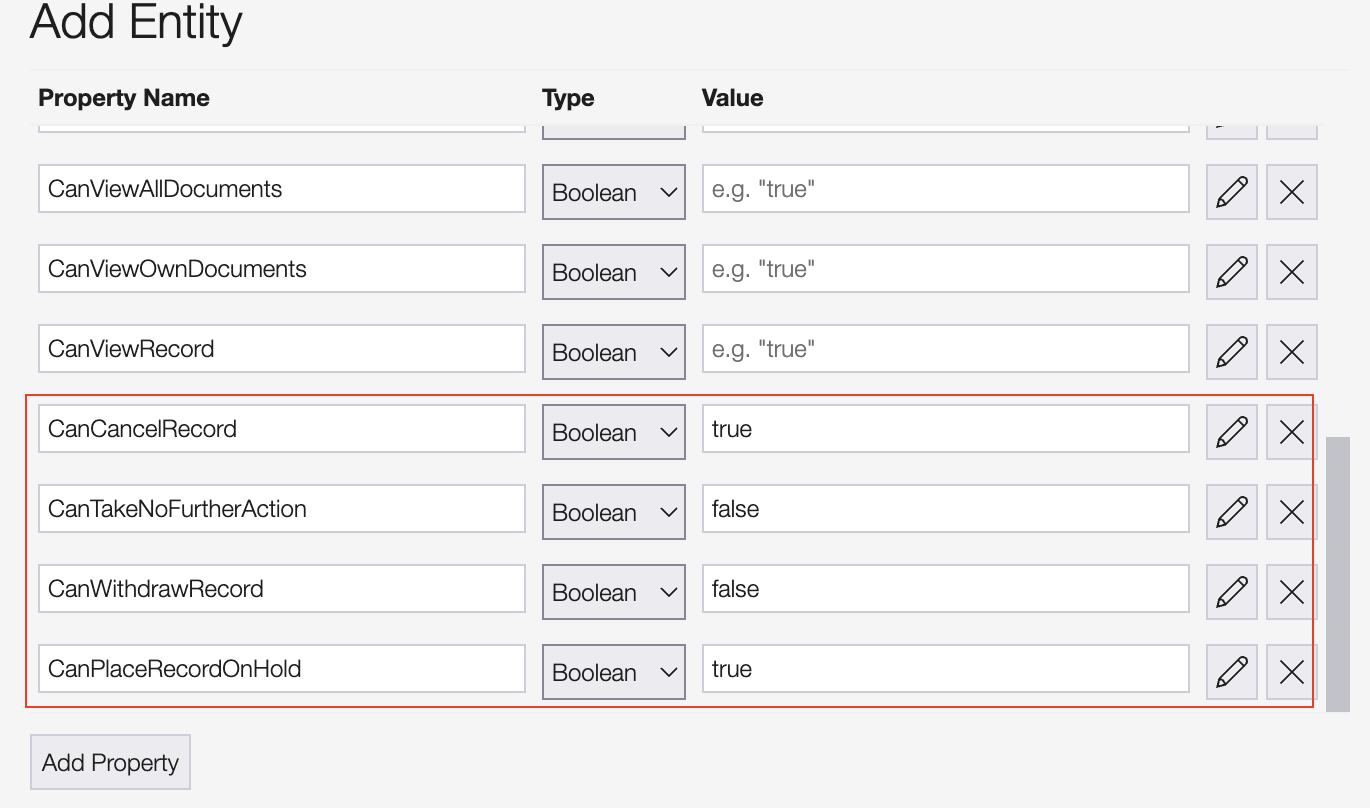 Add Entity
Property Name Type Value
CanViewAllDocuments Boolean e.g. "true"
CanViewOwnDocuments Boolean e.g. "true"
CanViewRecord Boolean e.g. "true"
CanCancelRecord Boolean true
CanTakeNoFurtherAction Boolean false
CanWithdrawRecord Boolean false
CanPlaceRecordOnHold Boolean true
Add Property